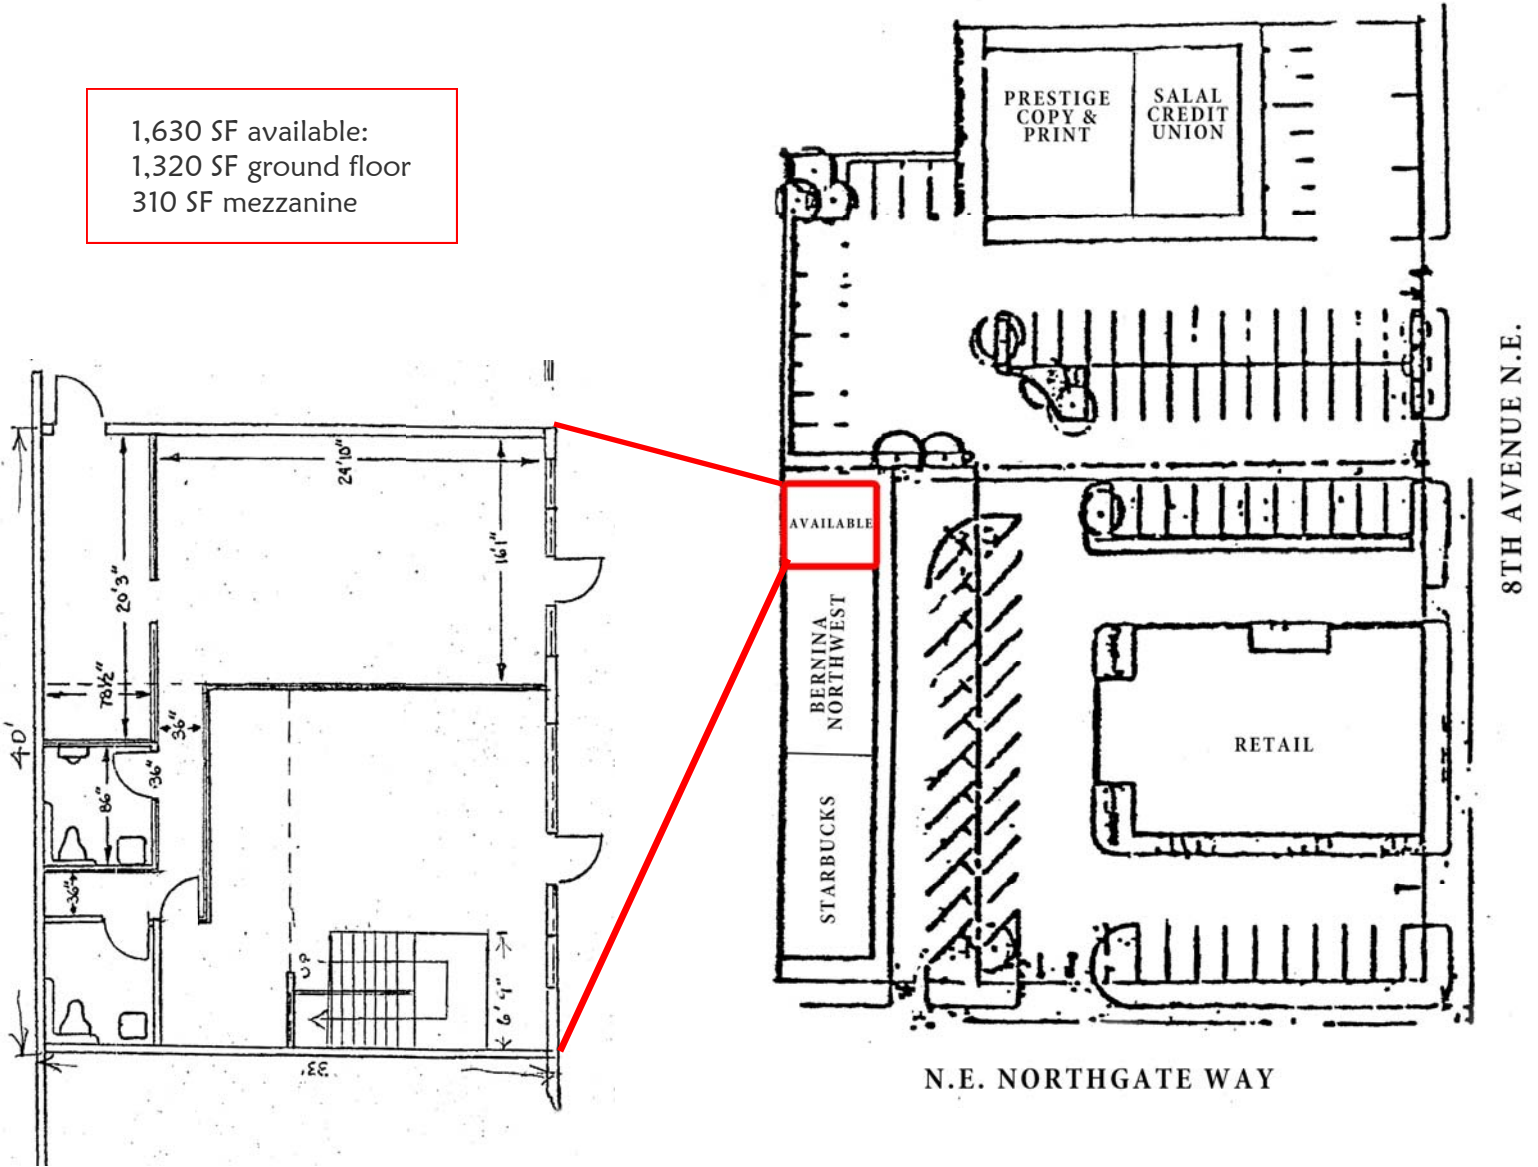 1,630 SF available:
1,320 SF ground floor
310 SF mezzanine
PRESTIGE
COPY &
PRINT
SALAL
CREDIT
UNION
8TH AVENUE N.E.
AVAILABLE
BERNINA
NORTHWEST
STARBUCKS
RETAIL
N.E. NORTHGATE WAY
24'10"
20'3"
16'1"
78½"
36"
36"
86"
36"
40'
UP
6'9"
33'